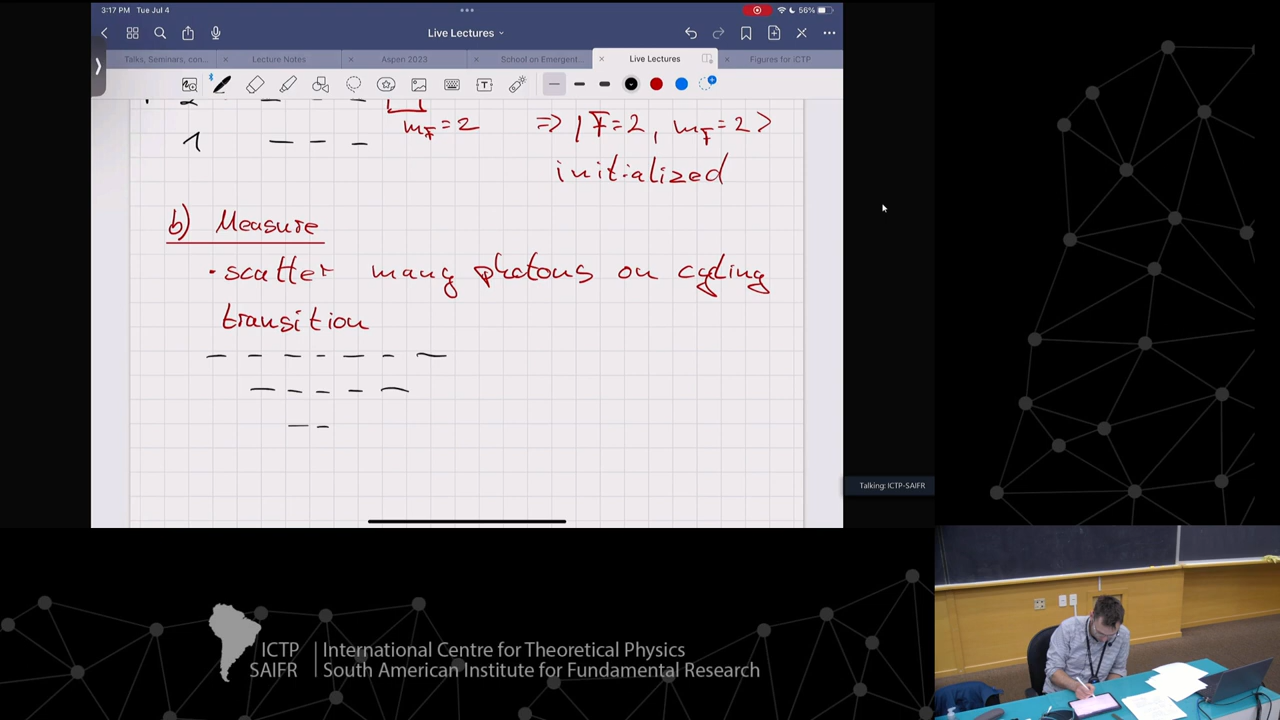 3:17 PM Tue Jul 4
56%
Live Lectures
Talks, Seminars, con...
Lecture Notes
Aspen 2023
School on Emergent...
Live Lectures
Figures for iCTP
2
m_F = 2
⇒ |F=2, m_F=2>
1
initialized
b) Measure
· scatter many photons on cycling
transition
Talking: ICTP-SAIFR
ICTP
SAIFR
International Centre for Theoretical Physics
South American Institute for Fundamental Research